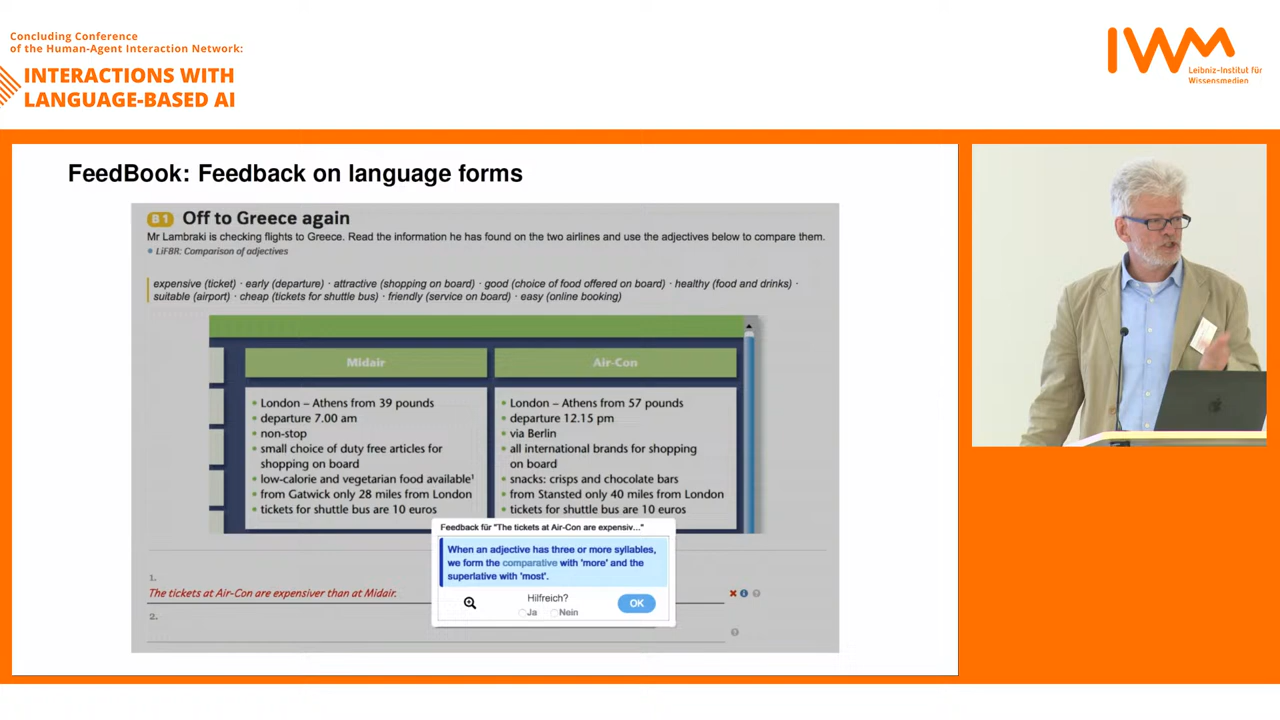 Concluding Conference
of the Human-Agent Interaction Network:
INTERACTIONS WITH
LANGUAGE-BASED AI
IWM
Leibniz-Institut für
Wissensmedien
FeedBook: Feedback on language forms
B 1 Off to Greece again
Mr Lambraki is checking flights to Greece. Read the information he has found on the two airlines and use the adjectives below to compare them.
LiF8R: Comparison of adjectives
expensive (ticket) · early (departure) · attractive (shopping on board) · good (choice of food offered on board) · healthy (food and drinks) ·
suitable (airport) · cheap (tickets for shuttle bus) · friendly (service on board) · easy (online booking)
Midair
• London – Athens from 39 pounds
• departure 7.00 am
• non-stop
• small choice of duty free articles for
shopping on board
• low-calorie and vegetarian food available¹
• from Gatwick only 28 miles from London
• tickets for shuttle bus are 10 euros
Air-Con
• London – Athens from 57 pounds
• departure 12.15 pm
• via Berlin
• all international brands for shopping
on board
• snacks: crisps and chocolate bars
• from Stansted only 40 miles from London
• tickets for shuttle bus are 10 euros
Feedback für "The tickets at Air-Con are expensiv..."
When an adjective has three or more syllables,
we form the comparative with 'more' and the
superlative with 'most'.
Hilfreich?
Ja Nein
OK
1.
The tickets at Air-Con are expensiver than at Midair.
2.